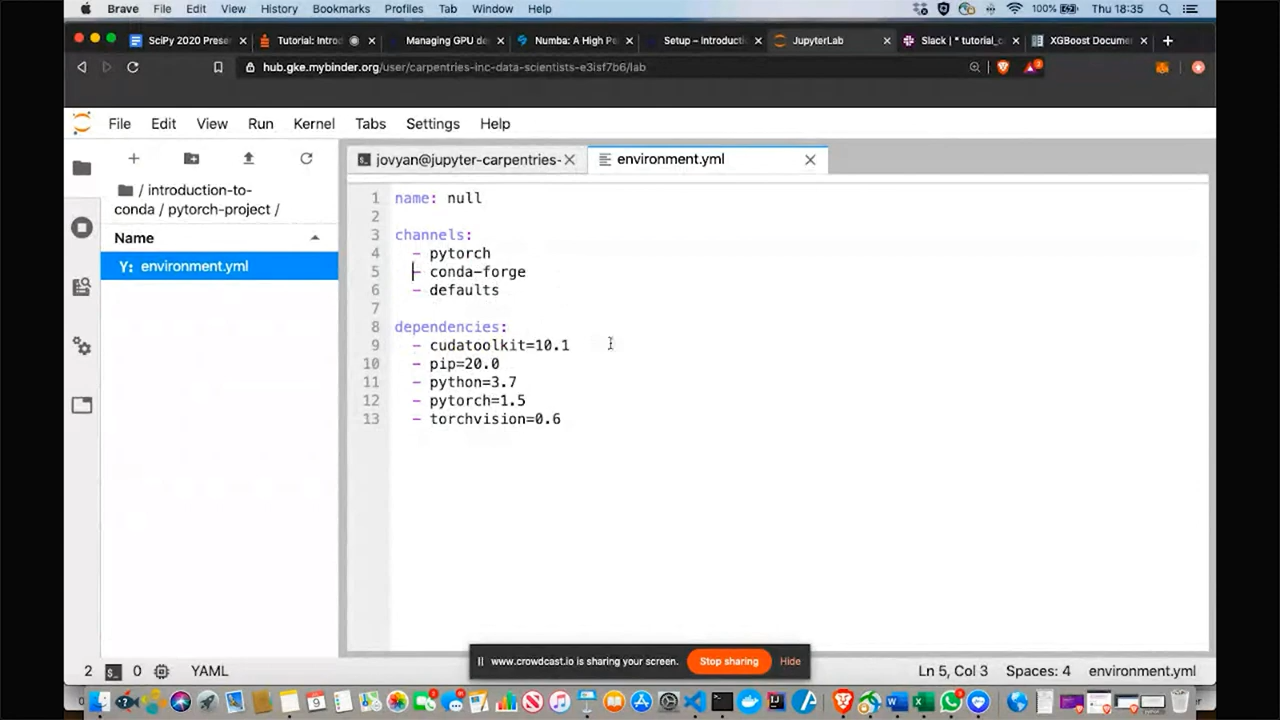 Brave File Edit View History Bookmarks Profiles Tab Window Help 100% Thu 18:35
SciPy 2020 Prese Tutorial: Intro Managing GPU de Numba: A High P Setup – Introducti JupyterLab Slack | * tutorial_c XGBoost Docume
hub.gke.mybinder.org/user/carpentries-inc-data-scientists-e3isf7b6/lab
File Edit View Run Kernel Tabs Settings Help
jovyan@jupyter-carpentries- environment.yml
/ introduction-to-
conda / pytorch-project /
Name
Y: environment.yml
1 name: null
2
3 channels:
4 - pytorch
5 - conda-forge
6 - defaults
7
8 dependencies:
9 - cudatoolkit=10.1
10 - pip=20.0
11 - python=3.7
12 - pytorch=1.5
13 - torchvision=0.6
www.crowdcast.io is sharing your screen. Stop sharing Hide
2 0 YAML Ln 5, Col 3 Spaces: 4 environment.yml